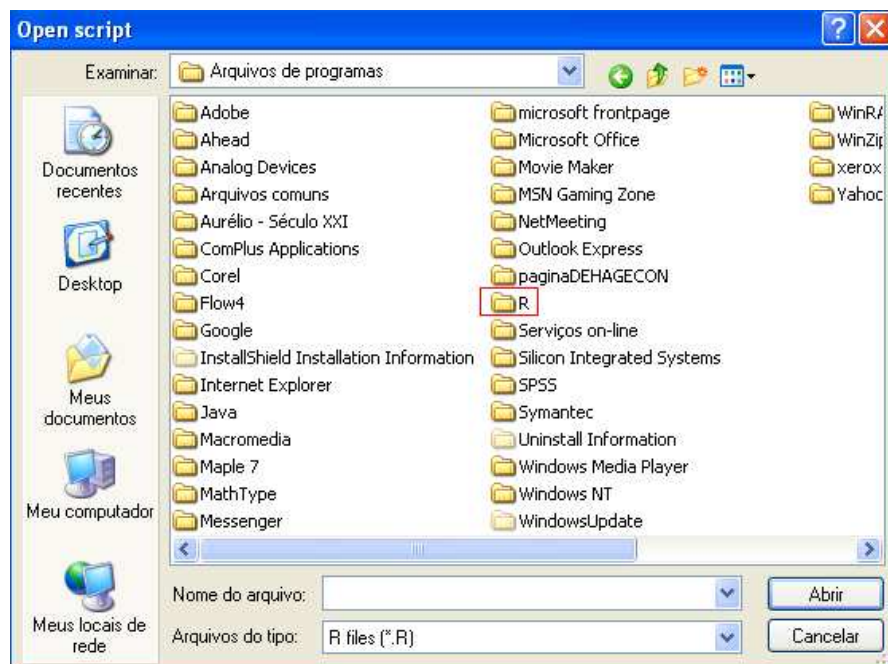 Open script
Examinar:
Arquivos de programas
Documentos
recentes
Desktop
Meus
documentos
Meu computador
Meus locais de
rede
Adobe
Ahead
Analog Devices
Arquivos comuns
Aurélio - Século XXI
ComPlus Applications
Corel
Flow4
Google
InstallShield Installation Information
Internet Explorer
Java
Macromedia
Maple 7
MathType
Messenger
microsoft frontpage
Microsoft Office
Movie Maker
MSN Gaming Zone
NetMeeting
Outlook Express
paginaDEHAGECON
R
Serviços on-line
Silicon Integrated Systems
SPSS
Symantec
Uninstall Information
Windows Media Player
Windows NT
WindowsUpdate
xerox
Nome do arquivo:
Abrir
Arquivos do tipo:
R files (*.R)
Cancelar